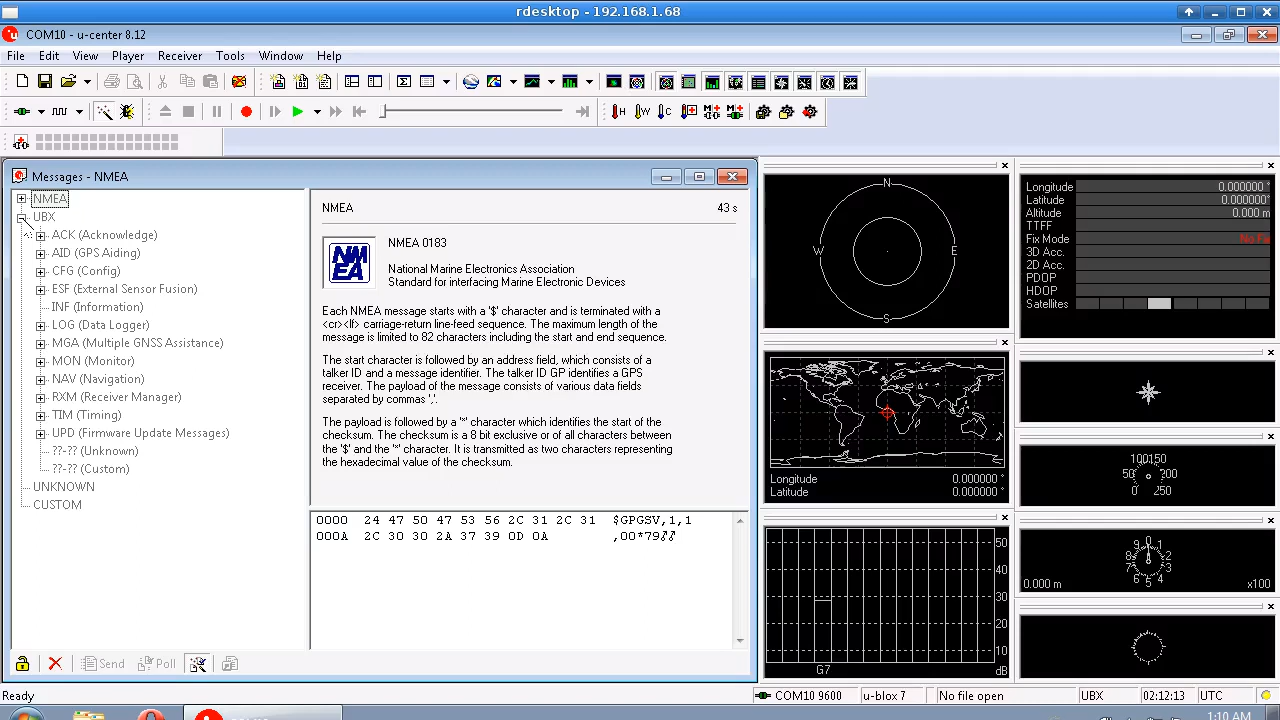 rdesktop - 192.168.1.68
COM10 - u-center 8.12
File Edit View Player Receiver Tools Window Help
Messages - NMEA
NMEA
UBX
ACK (Acknowledge)
AID (GPS Aiding)
CFG (Config)
ESF (External Sensor Fusion)
INF (Information)
LOG (Data Logger)
MGA (Multiple GNSS Assistance)
MON (Monitor)
NAV (Navigation)
RXM (Receiver Manager)
TIM (Timing)
UPD (Firmware Update Messages)
??-?? (Unknown)
??-?? (Custom)
UNKNOWN
CUSTOM
NMEA 43 s
NM
EA
NMEA 0183
National Marine Electronics Association
Standard for interfacing Marine Electronic Devices
Each NMEA message starts with a '$' character and is terminated with a
<cr><lf> carriage-return line-feed sequence. The maximum length of the
message is limited to 82 characters including the start and end sequence.
The start character is followed by an address field, which consists of a
talker ID and a message identifier. The talker ID GP identifies a GPS
receiver. The payload of the message consists of various data fields
separated by commas ','.
The payload is followed by '*' character which identifies the start of the
checksum. The checksum is a 8 bit exclusive or of all characters between
the '$' and the '*' character. It is transmitted as two characters representing
the hexadecimal value of the checksum.
0000 24 47 50 47 53 56 2C 31 2C 31 $GPGSV,1,1
000A 2C 30 30 2A 37 39 0D 0A ,00*79
Send Poll
N
W E
S
Longitude 0.000000 °
Latitude 0.000000 °
50
40
30
20
10
G7 dB
Longitude 0.000000 °
Latitude 0.000000°
Altitude 0.000 m
TTFF
Fix Mode No Fix
3D Acc.
2D Acc.
PDOP
HDOP
Satellites
100 150
50 200
0 250
9 0 1
8 2
7 3
6 5 4
0.000 m x100
Ready COM10 9600 u-blox 7 No file open UBX 02:12:13 UTC
1:10 AM